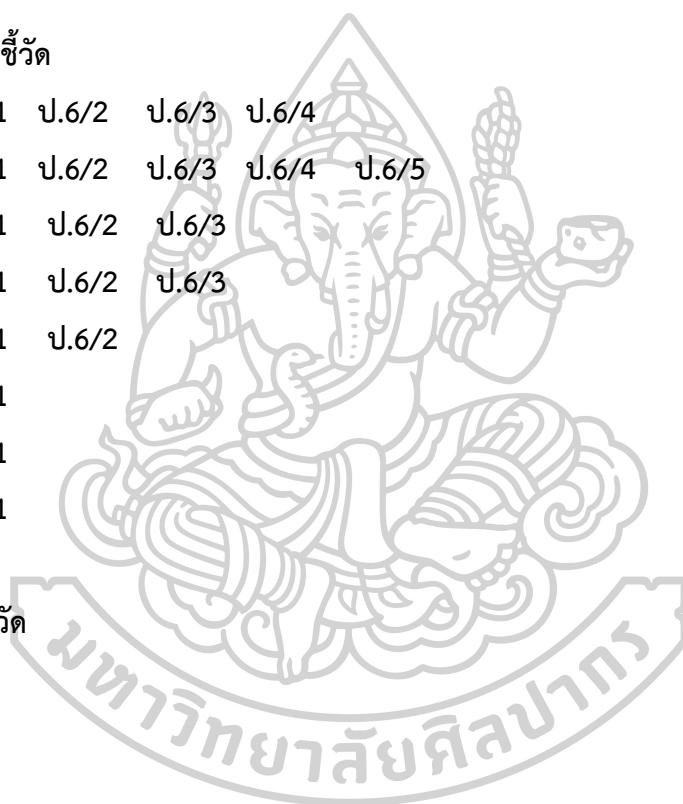 ชี้วัด
1 ป.6/2 ป.6/3 ป.6/4
1 ป.6/2 ป.6/3 ป.6/4 ป.6/5
1 ป.6/2 ป.6/3
1 ป.6/2 ป.6/3
1 ป.6/2
1
1
1
วัด
มหาวิทยาลัยศิลปากร